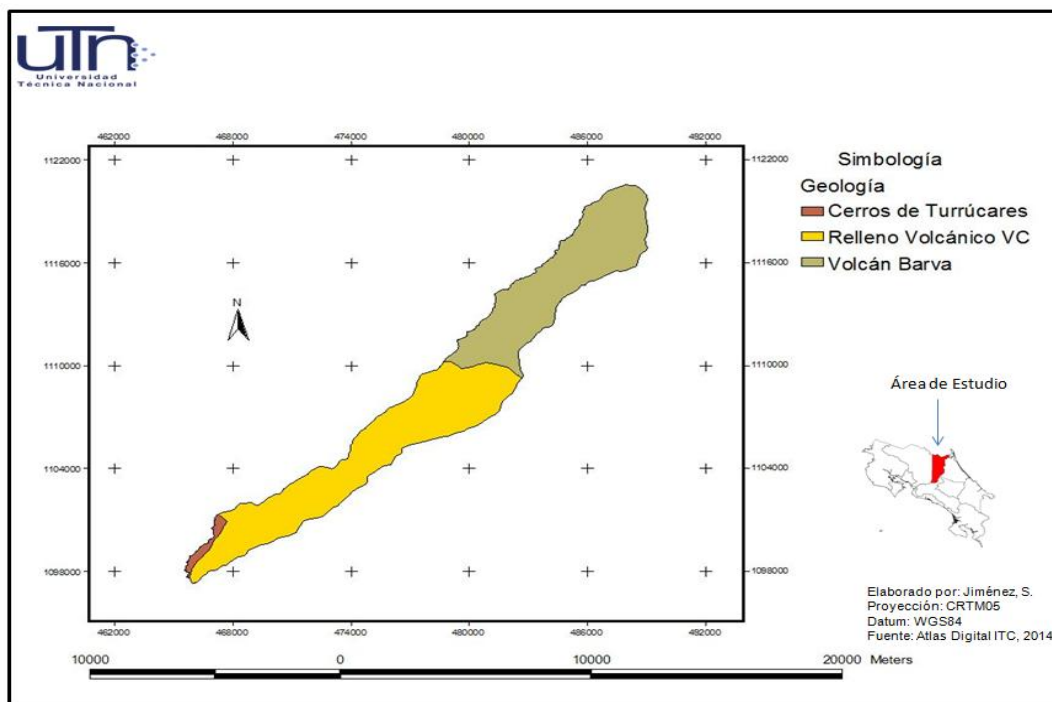 uTn
Universidad
Técnica Nacional
462000 468000 474000 480000 486000 492000
1122000 1122000
1116000 1116000
1110000 1110000
1104000 1104000
1098000 1098000
462000 468000 474000 480000 486000 492000
N
Simbología
Geología
Cerros de Turrúcares
Relleno Volcánico VC
Volcán Barva
Área de Estudio
Elaborado por: Jiménez, S.
Proyección: CRTM05
Datum: WGS84
Fuente: Atlas Digital ITC, 2014
10000 0 10000 20000 Meters